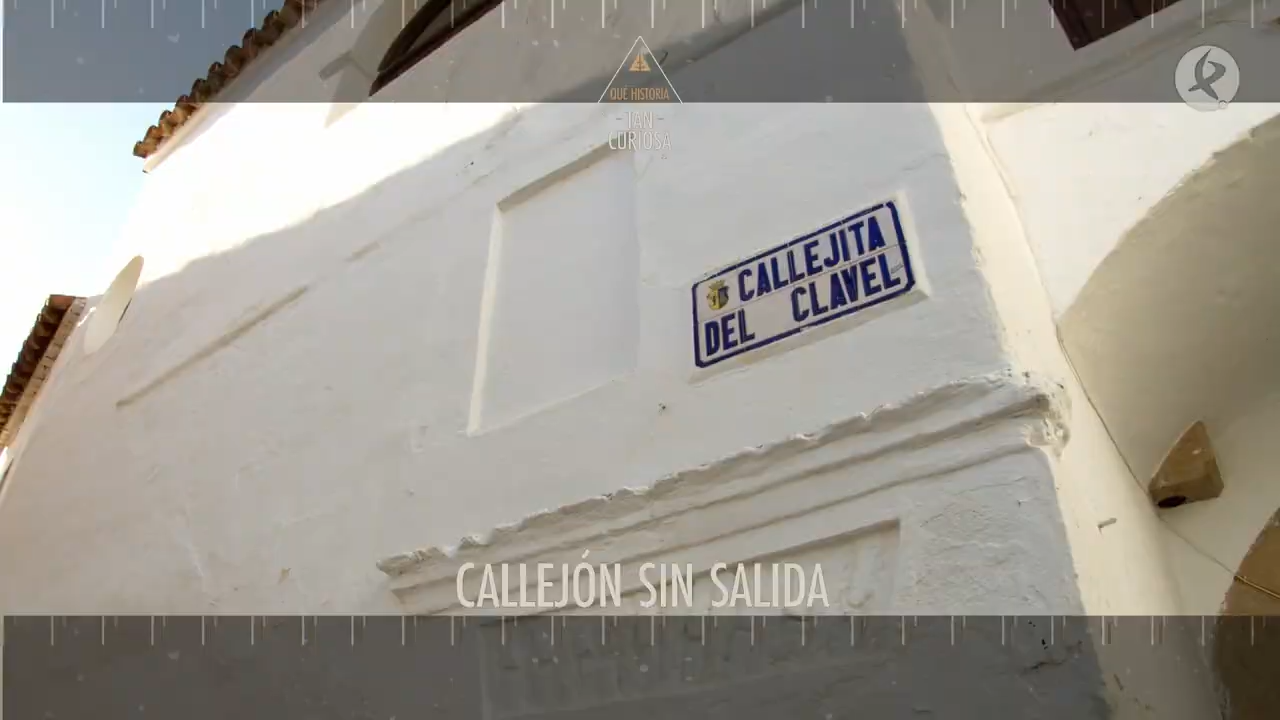 QUÉ HISTORIA
- TAN -
CURIOSA
CALLEJITA
DEL CLAVEL
CALLEJÓN SIN SALIDA